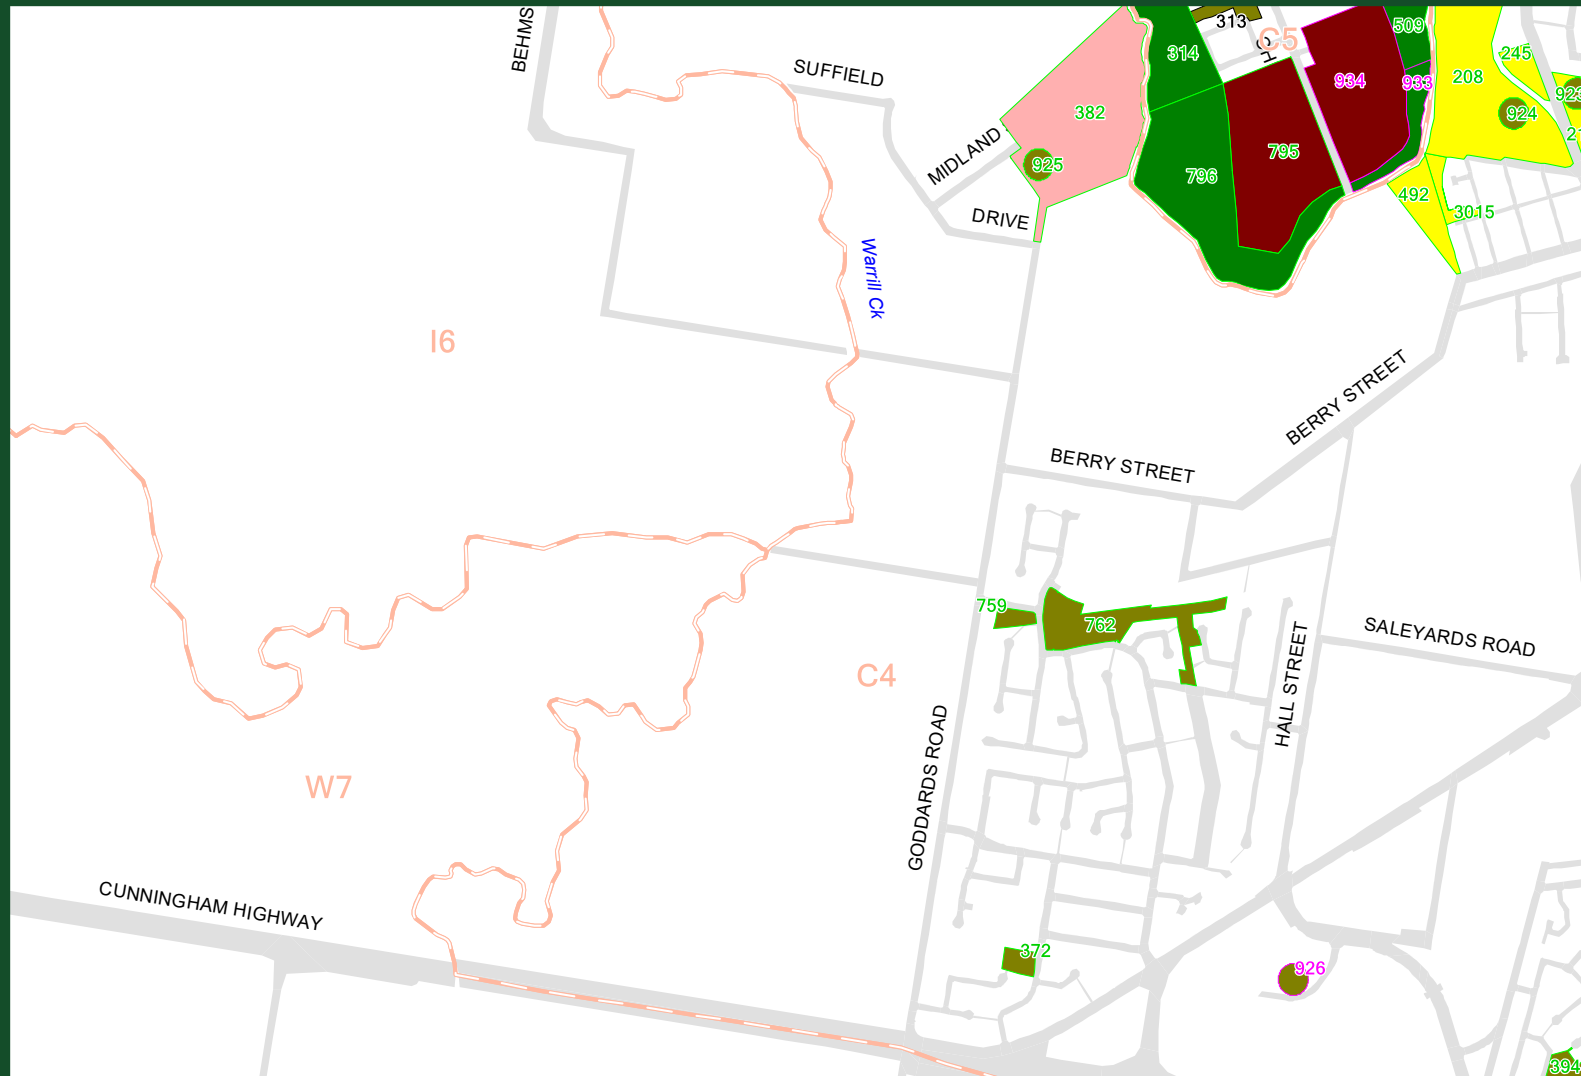 BEHMS
SUFFIELD
313
C5
CH
509
245
314
934
933
208
923
382
924
MIDLAND
925
795
796
492
DRIVE
3015
Warrill Ck
I6
BERRY STREET
BERRY STREET
759
762
SALEYARDS ROAD
HALL STREET
C4
GODDARDS ROAD
W7
CUNNINGHAM HIGHWAY
372
926
394